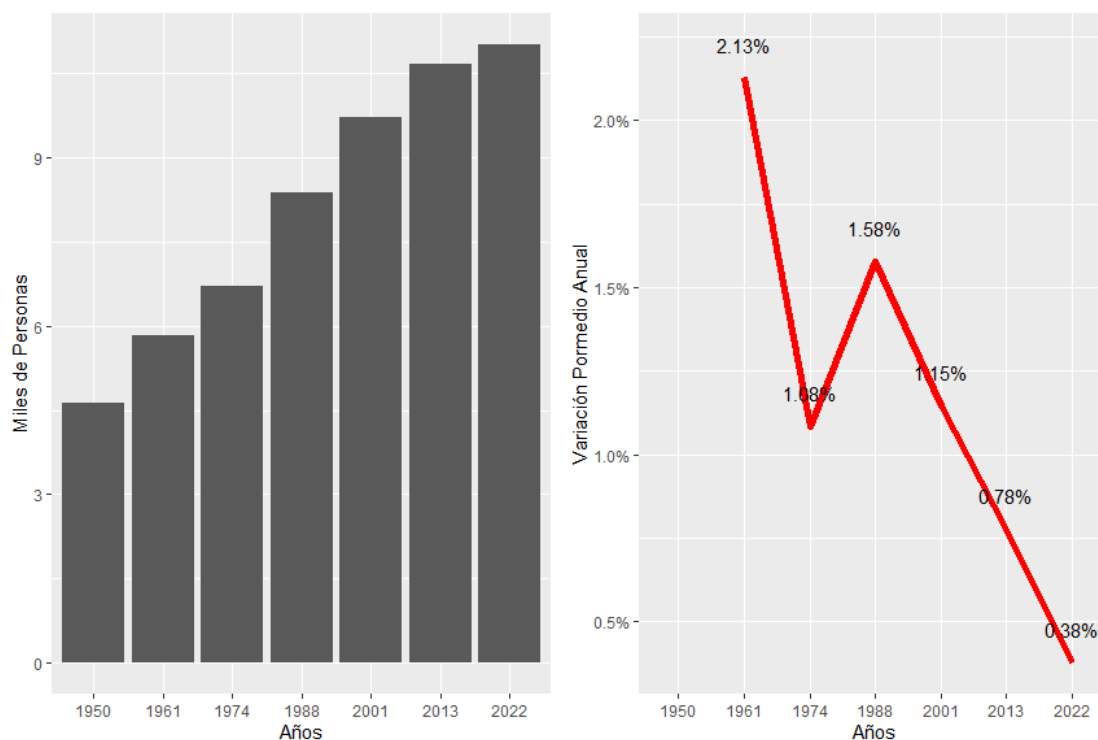 Miles de Personas
9
6
3
0
1950 1961 1974 1988 2001 2013 2022
Años
Variación Pormedio Anual
2.0%
1.5%
1.0%
0.5%
2.13%
1.08%
1.58%
1.15%
0.78%
0.38%
1950 1961 1974 1988 2001 2013 2022
Años